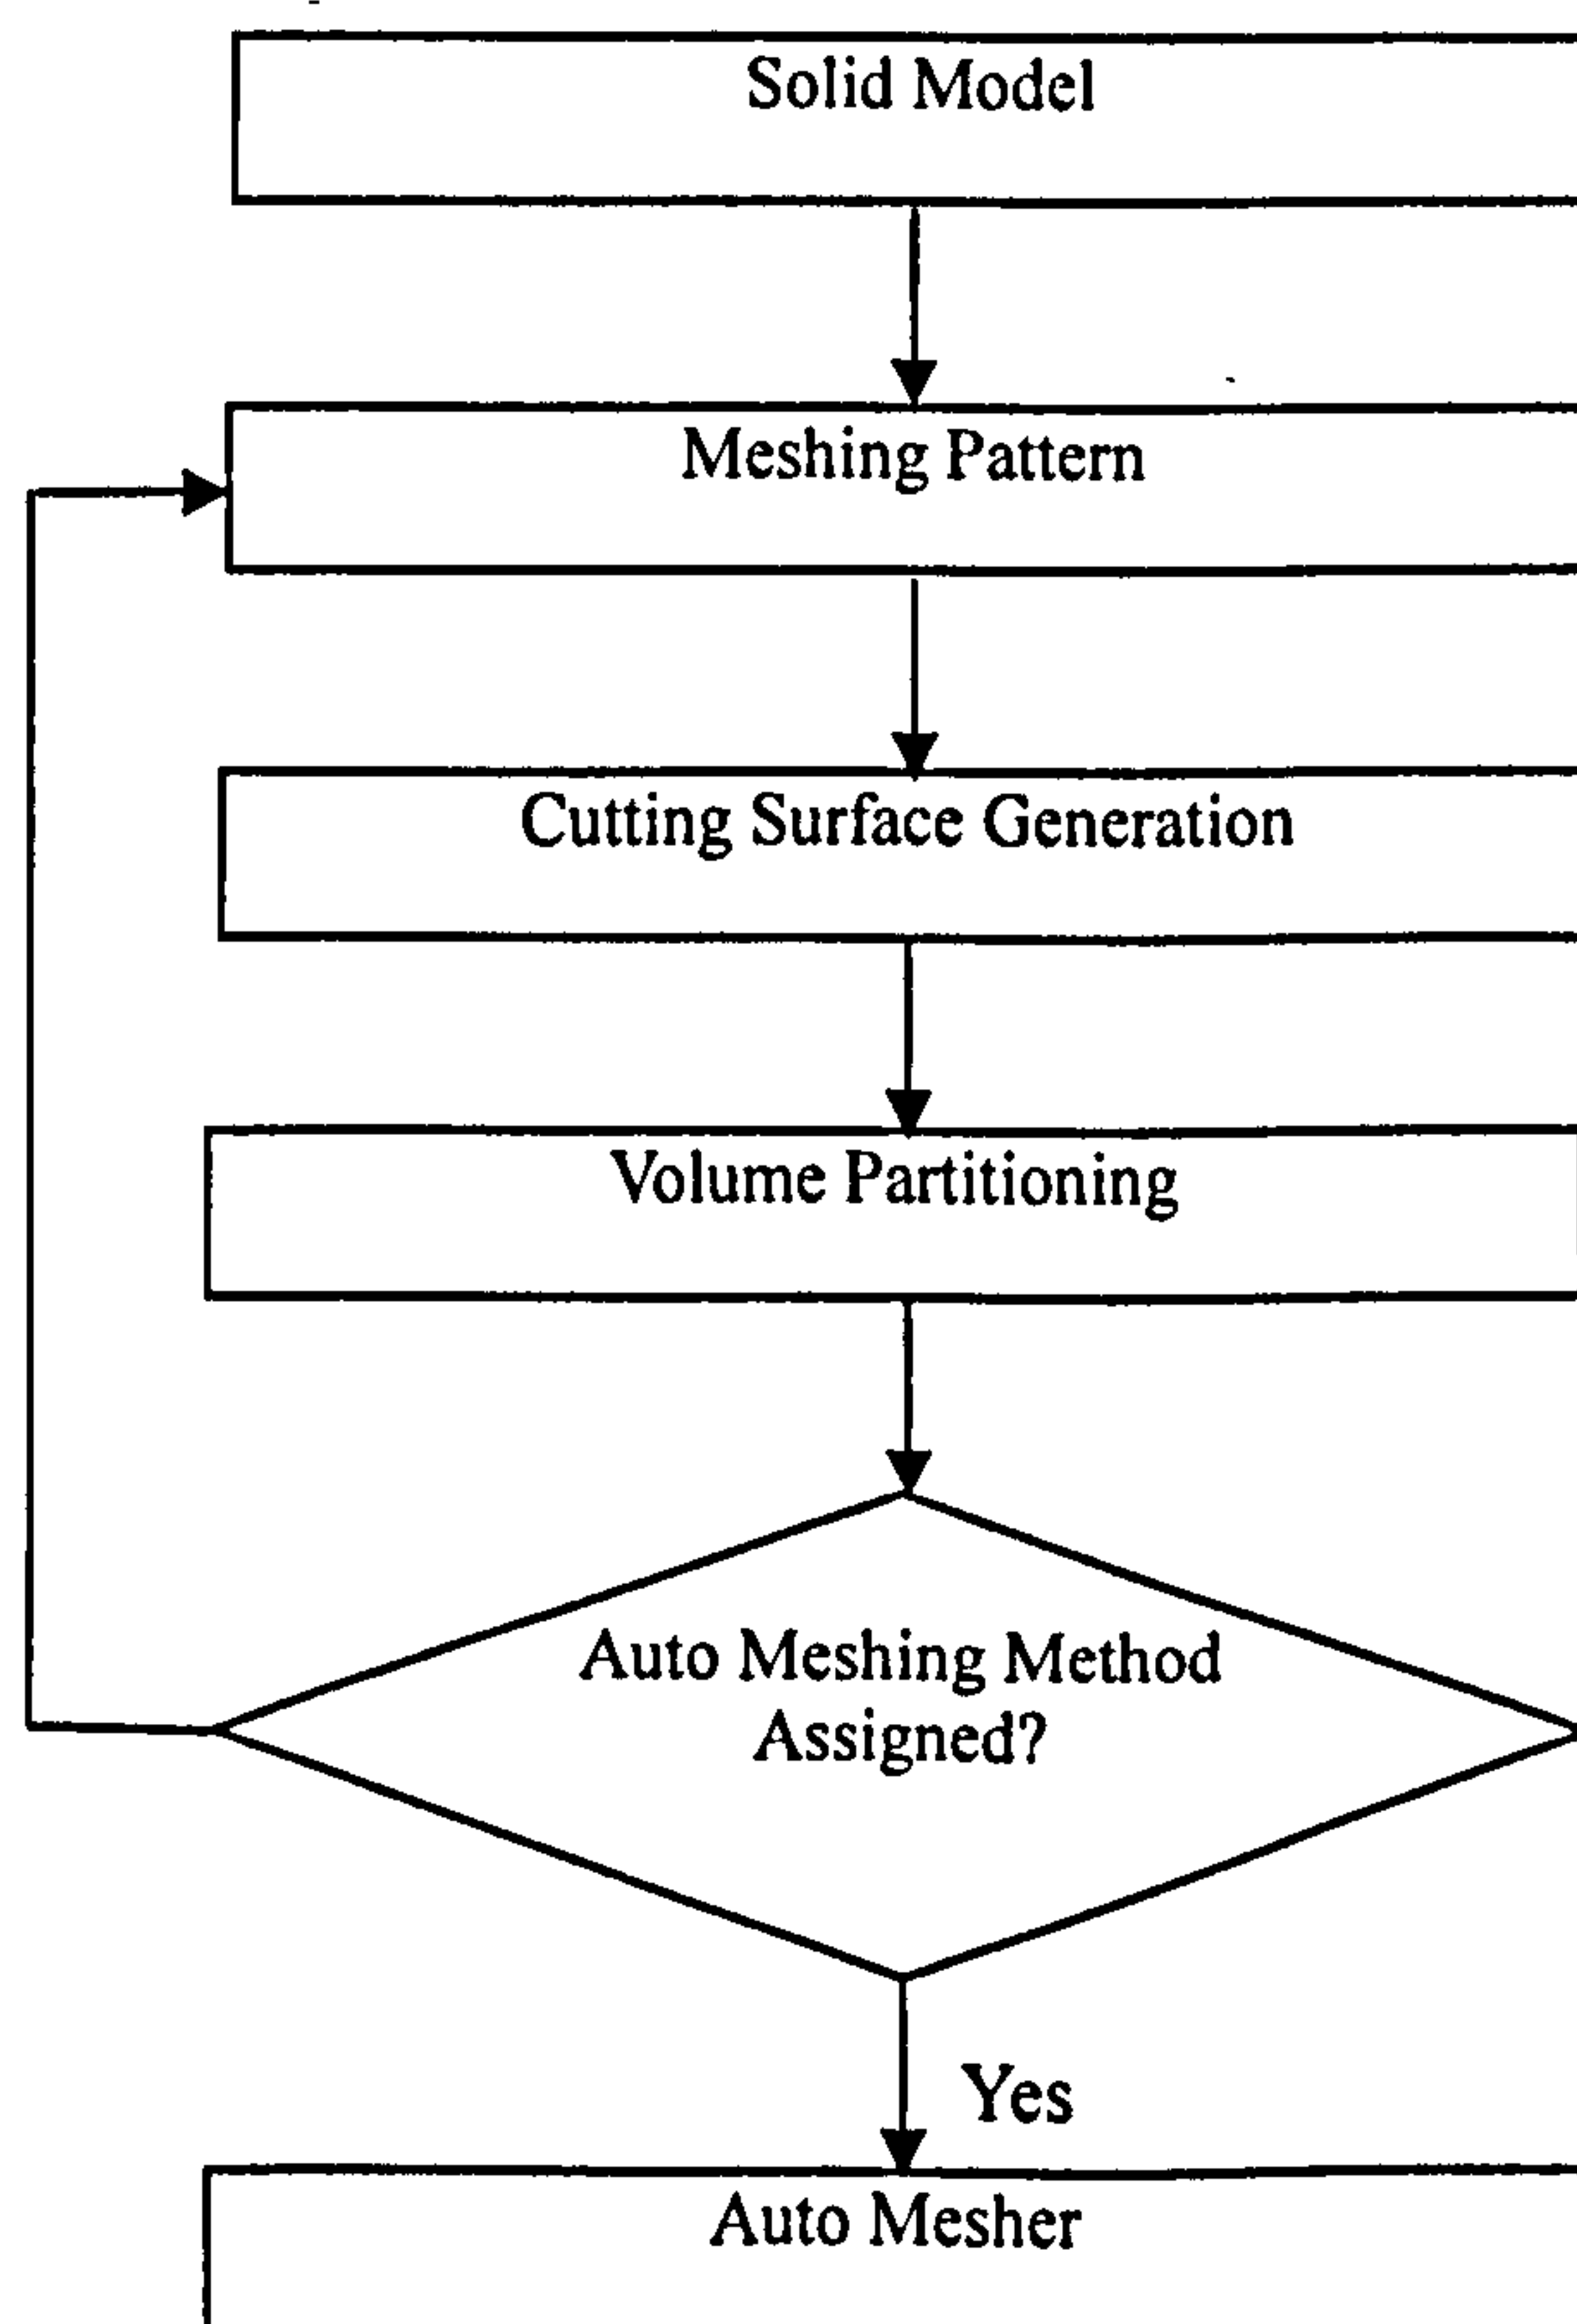 Solid Model
Meshing Pattern
Cutting Surface Generation
Volume Partitioning
Auto Meshing Method
Assigned?
Yes
Auto Mesher